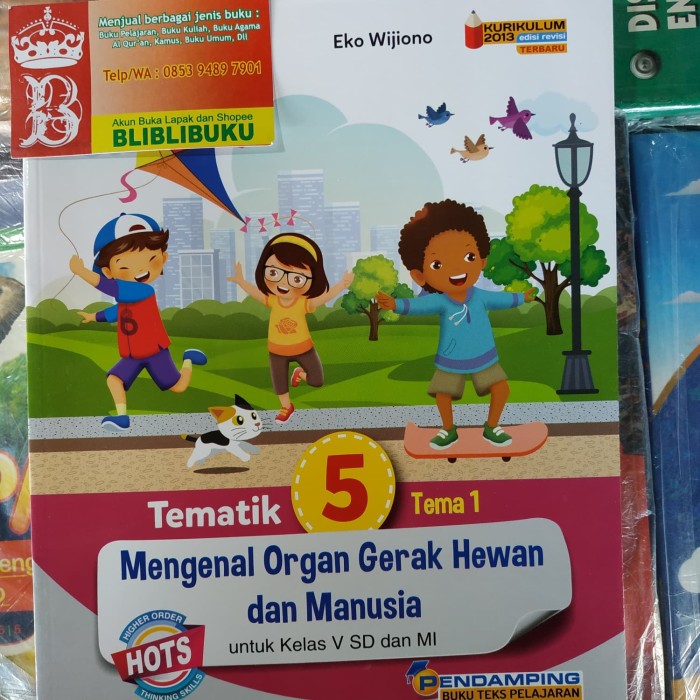 Menjual berbagai jenis buku :
Buku Pelajaran, Buku Kuliah, Buku Agama
Al Qur'an, Kamus, Buku Umum, Dll
Telp/WA : 0853 9489 7901
B
Akun Buka Lapak dan Shopee
BLIBLIBUKU
Eko Wijiono
KURIKULUM
2013 edisi revisi
TERBARU
Tematik 5 Tema 1
Mengenal Organ Gerak Hewan
dan Manusia
untuk Kelas V SD dan MI
HIGHER ORDER
HOTS
THINKING SKILLS
PENDAMPING
BUKU TEKS PELAJARAN